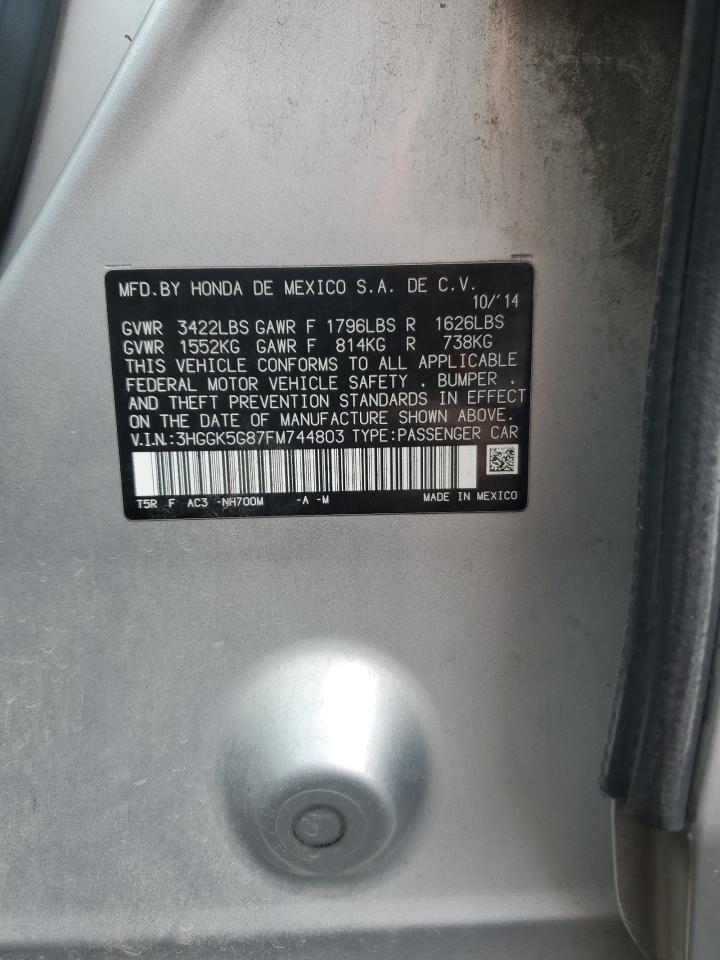 MFD.BY HONDA DE MEXICO S.A. DE C.V.
10/'14
GVWR 3422LBS GAWR F 1796LBS R 1626LBS
GVWR 1552KG GAWR F 814KG R 738KG
THIS VEHICLE CONFORMS TO ALL APPLICABLE
FEDERAL MOTOR VEHICLE SAFETY . BUMPER .
AND THEFT PREVENTION STANDARDS IN EFFECT
ON THE DATE OF MANUFACTURE SHOWN ABOVE.
V.I.N.:3HGGK5G87FM744803 TYPE:PASSENGER CAR
T5R F AC3 -NH700M -A -M MADE IN MEXICO